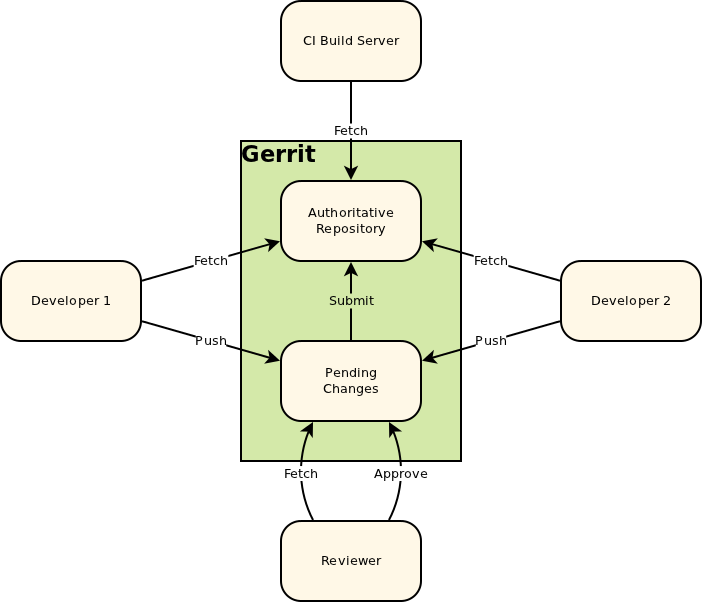 CI Build Server
Fetch
Gerrit
Authoritative
Repository
Fetch
Fetch
Developer 1
Submit
Developer 2
Push
Push
Pending
Changes
Fetch
Approve
Reviewer